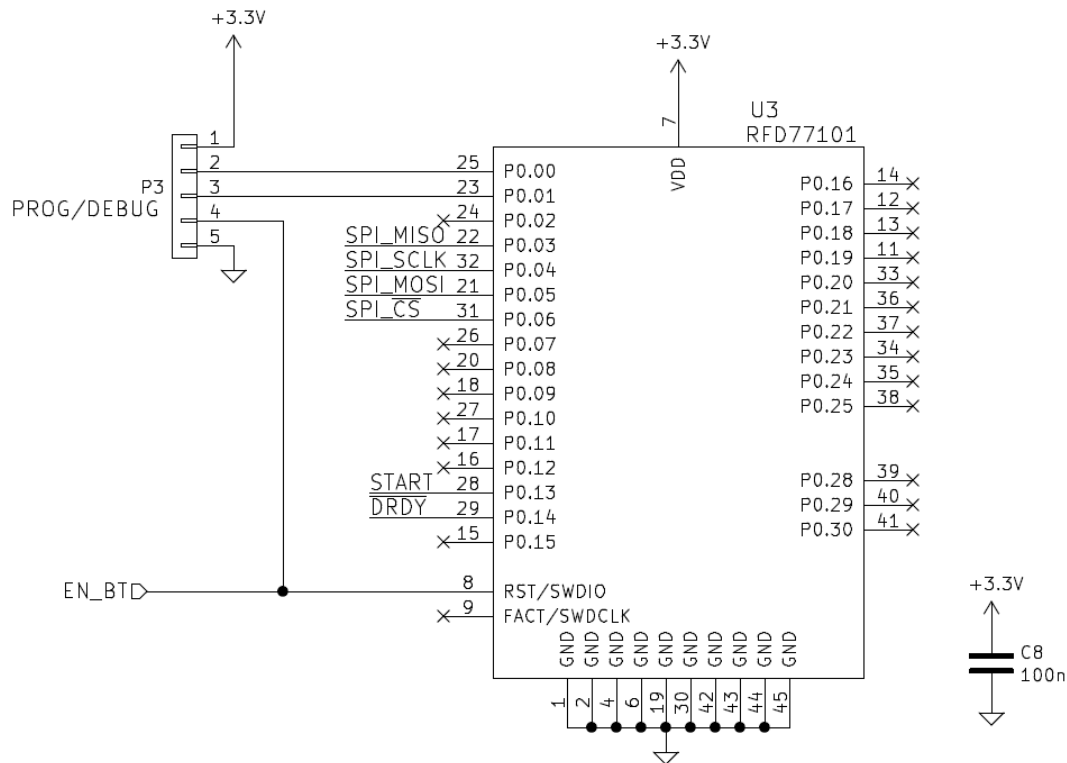 +3.3V
+3.3V
U3
RFD77101
7
VDD
P3
PROG/DEBUG
1
2
3
4
5
25 P0.00
23 P0.01
24 P0.02
SPI_MISO 22 P0.03
SPI_SCLK 32 P0.04
SPI_MOSI 21 P0.05
SPI_CS 31 P0.06
26 P0.07
20 P0.08
18 P0.09
27 P0.10
17 P0.11
16 P0.12
START 28 P0.13
DRDY 29 P0.14
15 P0.15
EN_BT 8 RST/SWDIO
9 FACT/SWDCLK
P0.16 14
P0.17 12
P0.18 13
P0.19 11
P0.20 33
P0.21 36
P0.22 37
P0.23 34
P0.24 35
P0.25 38
P0.28 39
P0.29 40
P0.30 41
GND GND GND GND GND GND GND GND GND GND
1 2 4 6 19 30 42 43 44 45
+3.3V
C8
100n